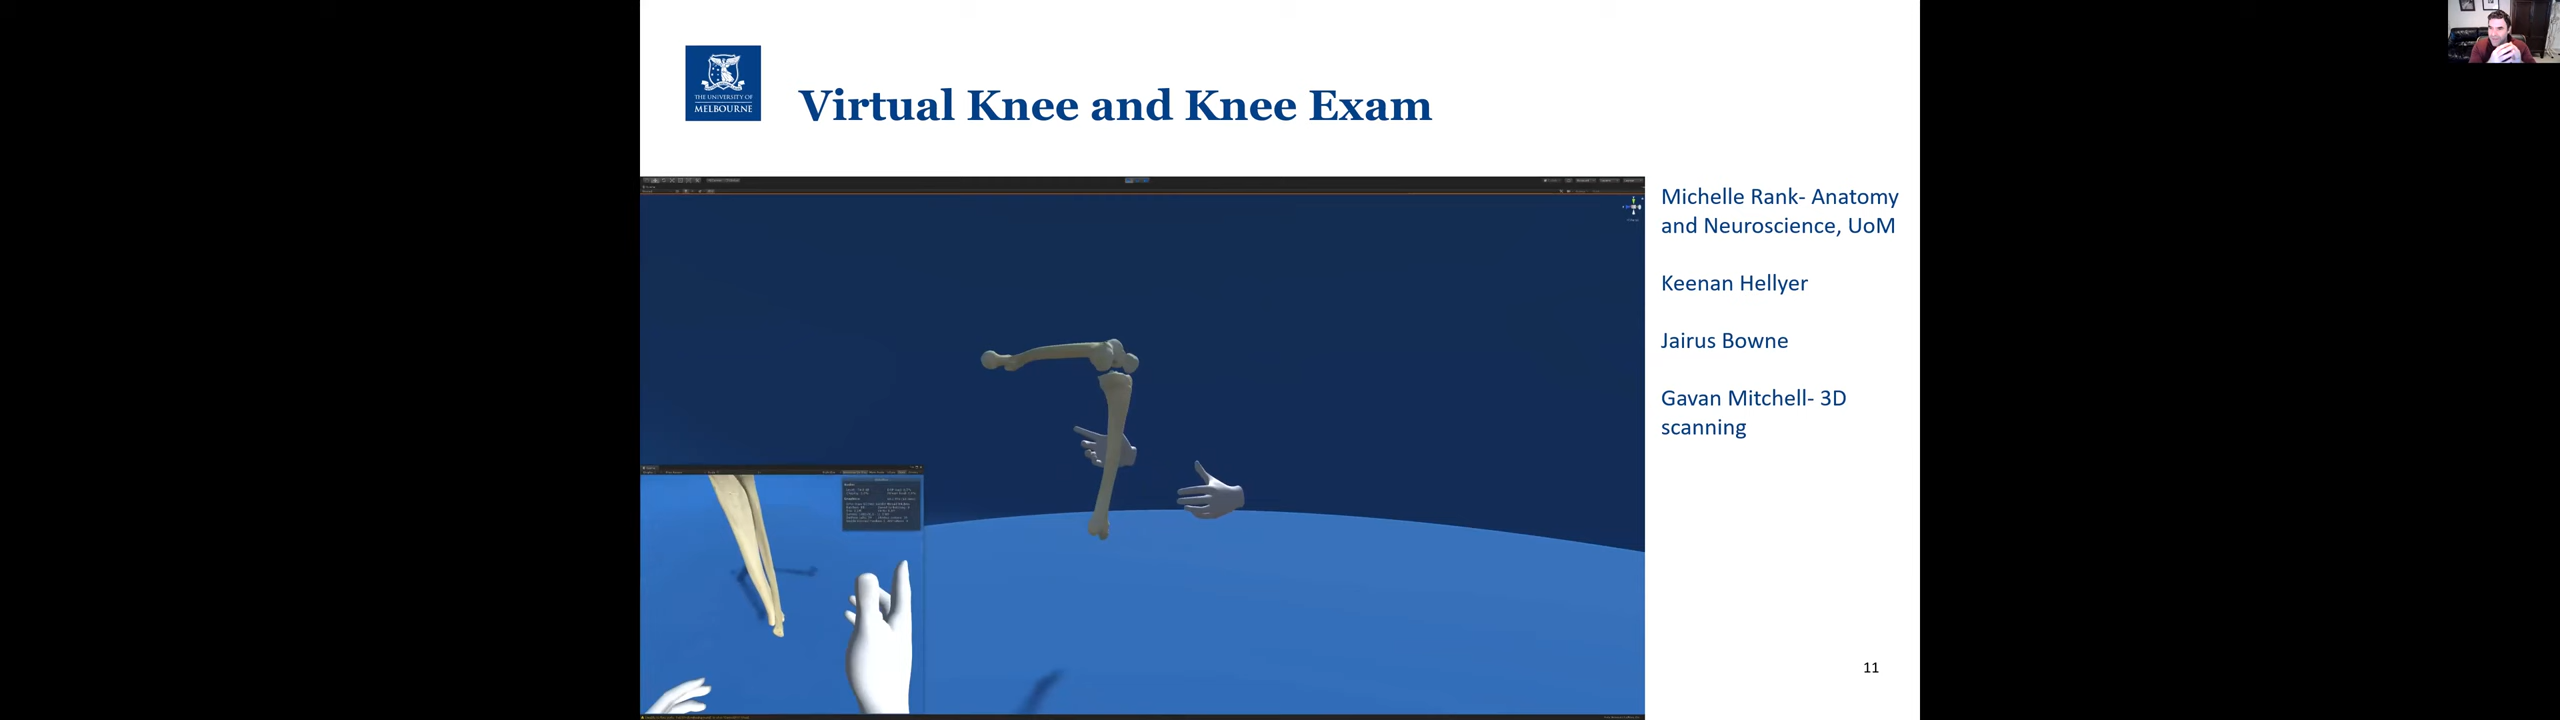 THE UNIVERSITY OF
MELBOURNE
Virtual Knee and Knee Exam
Michelle Rank- Anatomy
and Neuroscience, UoM
Keenan Hellyer
Jairus Bowne
Gavan Mitchell- 3D
scanning
11